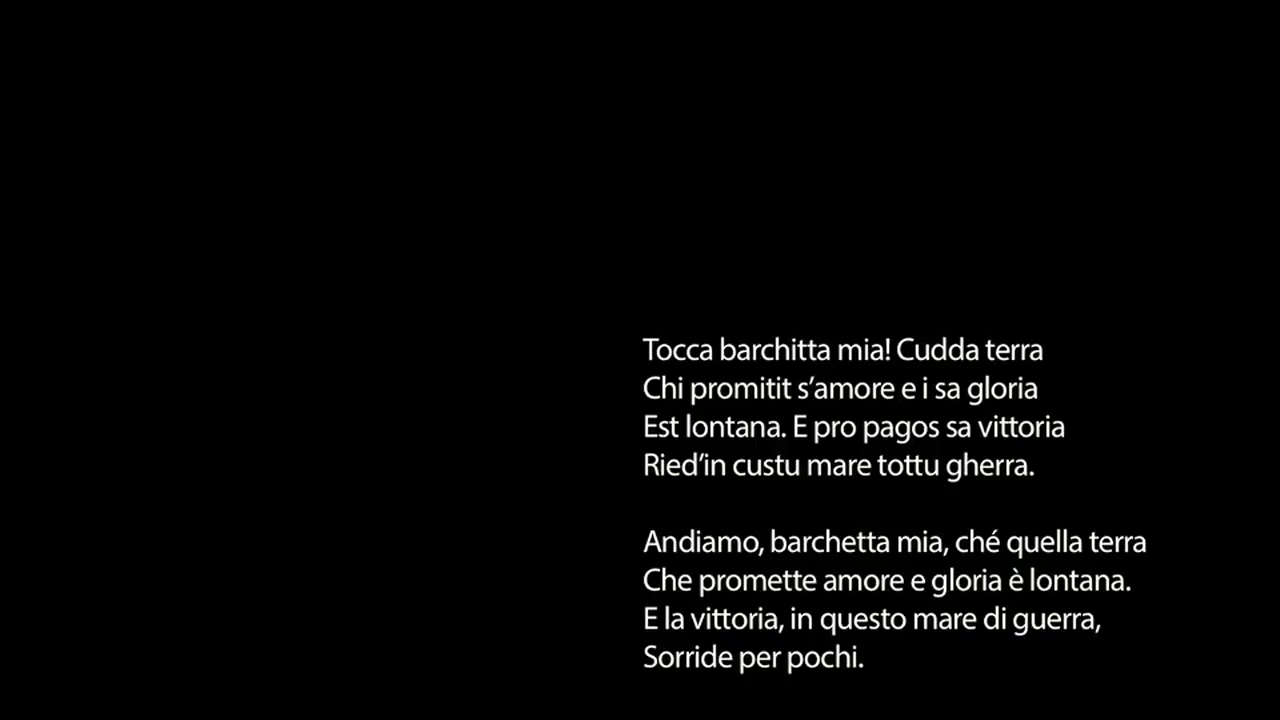 Tocca barchitta mia! Cudda terra
Chi promitit s’amore e i sa gloria
Est lontana. E pro pagos sa vittoria
Ried’in custu mare tottu gherra.

Andiamo, barchetta mia, ché quella terra
Che promette amore e gloria è lontana.
E la vittoria, in questo mare di guerra,
Sorride per pochi.